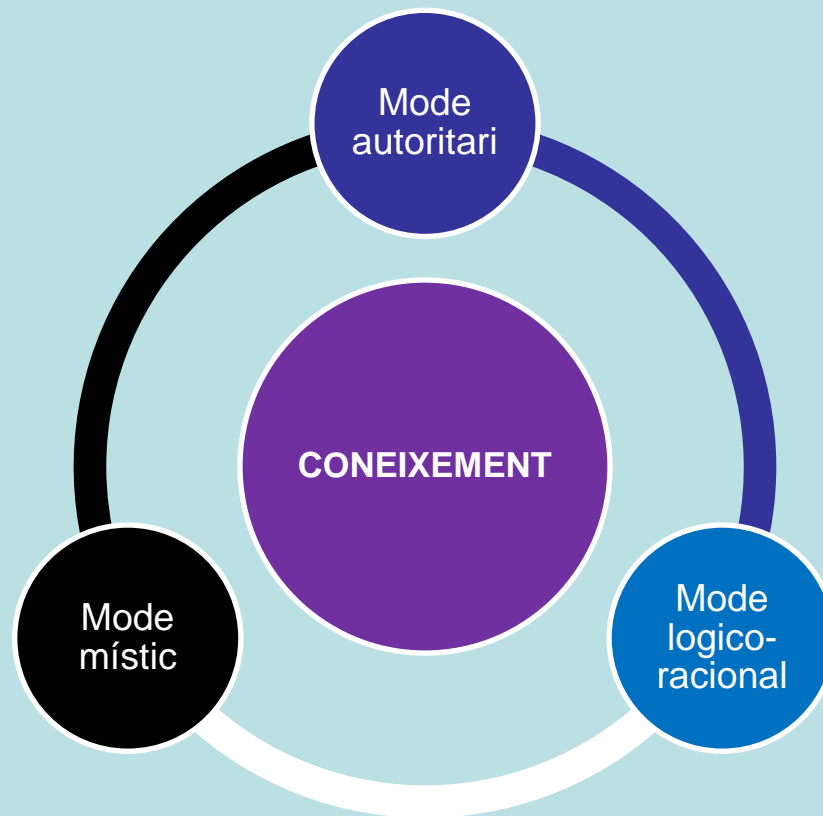 Mode
autoritari
CONEIXEMENT
Mode
místic
Mode
logico-
racional